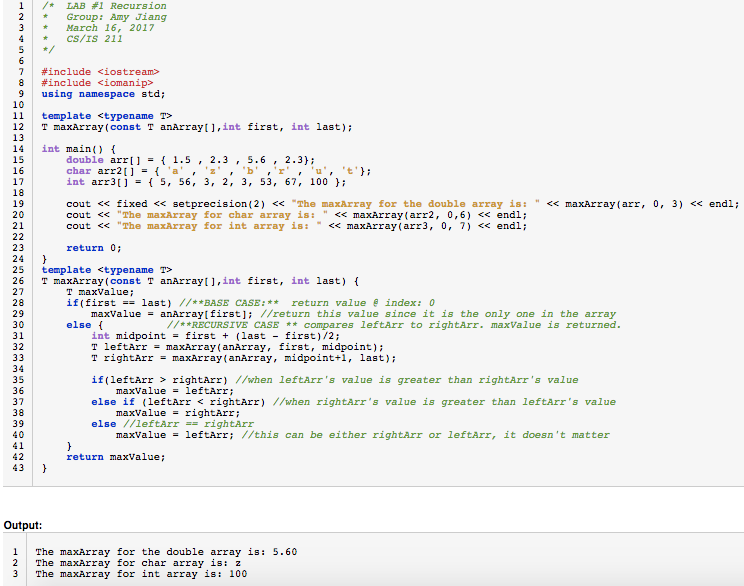 1 /* LAB #1 Recursion
2 * Group: Amy Jiang
3 * March 16, 2017
4 * CS/IS 211
5 */
6
7 #include <iostream>
8 #include <iomanip>
9 using namespace std;
10
11 template <typename T>
12 T maxArray(const T anArray[],int first, int last);
13
14 int main() {
15 double arr[] = { 1.5 , 2.3 , 5.6 , 2.3};
16 char arr2[] = { 'a' , 'z' , 'b' ,'r' , 'u', 't'};
17 int arr3[] = { 5, 56, 3, 2, 3, 53, 67, 100 };
18
19 cout << fixed << setprecision(2) << "The maxArray for the double array is: " << maxArray(arr, 0, 3) << endl;
20 cout << "The maxArray for char array is: " << maxArray(arr2, 0,6) << endl;
21 cout << "The maxArray for int array is: " << maxArray(arr3, 0, 7) << endl;
22
23 return 0;
24 }
25 template <typename T>
26 T maxArray(const T anArray[],int first, int last) {
27 T maxValue;
28 if(first == last) //**BASE CASE:** return value @ index: 0
29 maxValue = anArray[first]; //return this value since it is the only one in the array
30 else { //**RECURSIVE CASE ** compares leftArr to rightArr. maxValue is returned.
31 int midpoint = first + (last - first)/2;
32 T leftArr = maxArray(anArray, first, midpoint);
33 T rightArr = maxArray(anArray, midpoint+1, last);
34
35 if(leftArr > rightArr) //when leftArr's value is greater than rightArr's value
36 maxValue = leftArr;
37 else if (leftArr < rightArr) //when rightArr's value is greater than leftArr's value
38 maxValue = rightArr;
39 else //leftArr == rightArr
40 maxValue = leftArr; //this can be either rightArr or leftArr, it doesn't matter
41 }
42 return maxValue;
43 }
Output:
1 The maxArray for the double array is: 5.60
2 The maxArray for char array is: z
3 The maxArray for int array is: 100